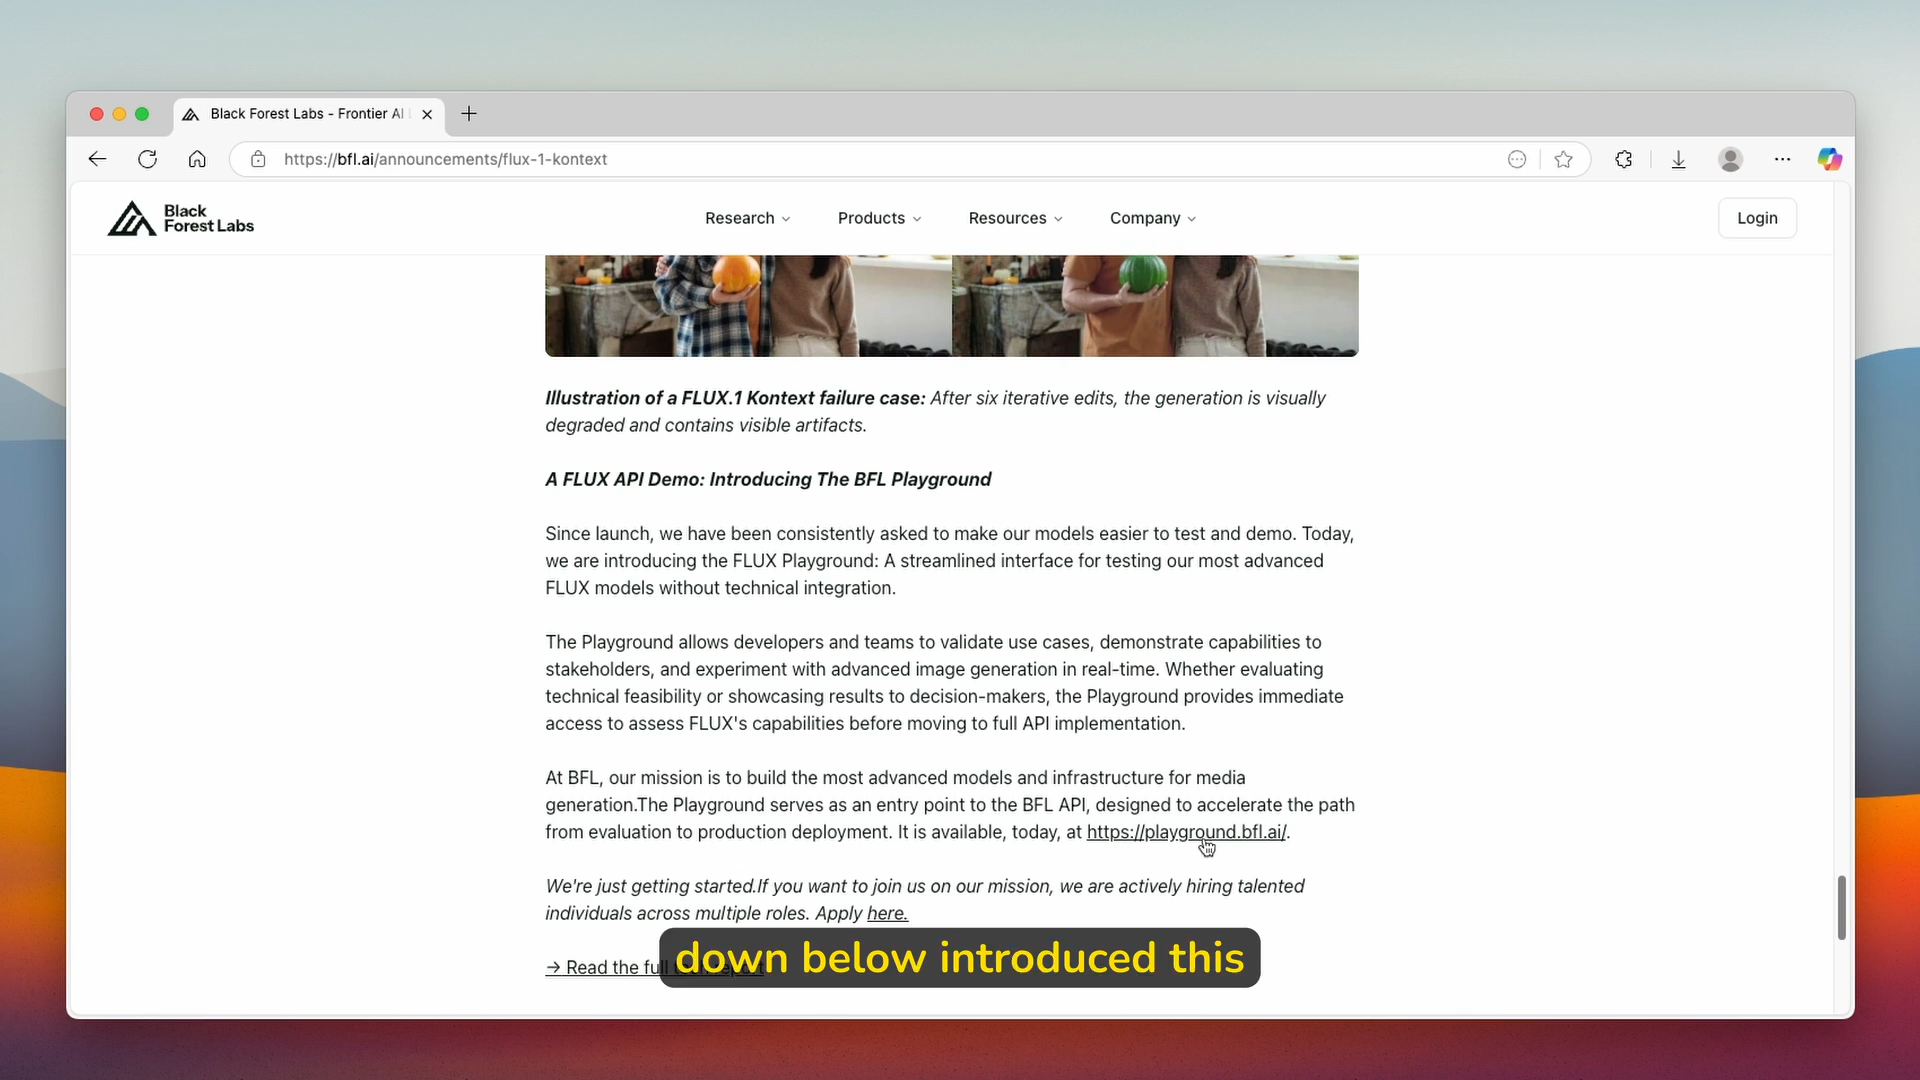 Black Forest Labs - Frontier AI
https://bfl.ai/announcements/flux-1-kontext
Black
Forest Labs
Research
Products
Resources
Company
Login
Illustration of a FLUX.1 Kontext failure case: After six iterative edits, the generation is visually
degraded and contains visible artifacts.
A FLUX API Demo: Introducing The BFL Playground
Since launch, we have been consistently asked to make our models easier to test and demo. Today,
we are introducing the FLUX Playground: A streamlined interface for testing our most advanced
FLUX models without technical integration.
The Playground allows developers and teams to validate use cases, demonstrate capabilities to
stakeholders, and experiment with advanced image generation in real-time. Whether evaluating
technical feasibility or showcasing results to decision-makers, the Playground provides immediate
access to assess FLUX's capabilities before moving to full API implementation.
At BFL, our mission is to build the most advanced models and infrastructure for media
generation.The Playground serves as an entry point to the BFL API, designed to accelerate the path
from evaluation to production deployment. It is available, today, at https://playground.bfl.ai/.
We're just getting started.If you want to join us on our mission, we are actively hiring talented
individuals across multiple roles. Apply here.
→ Read the full
down below introduced this